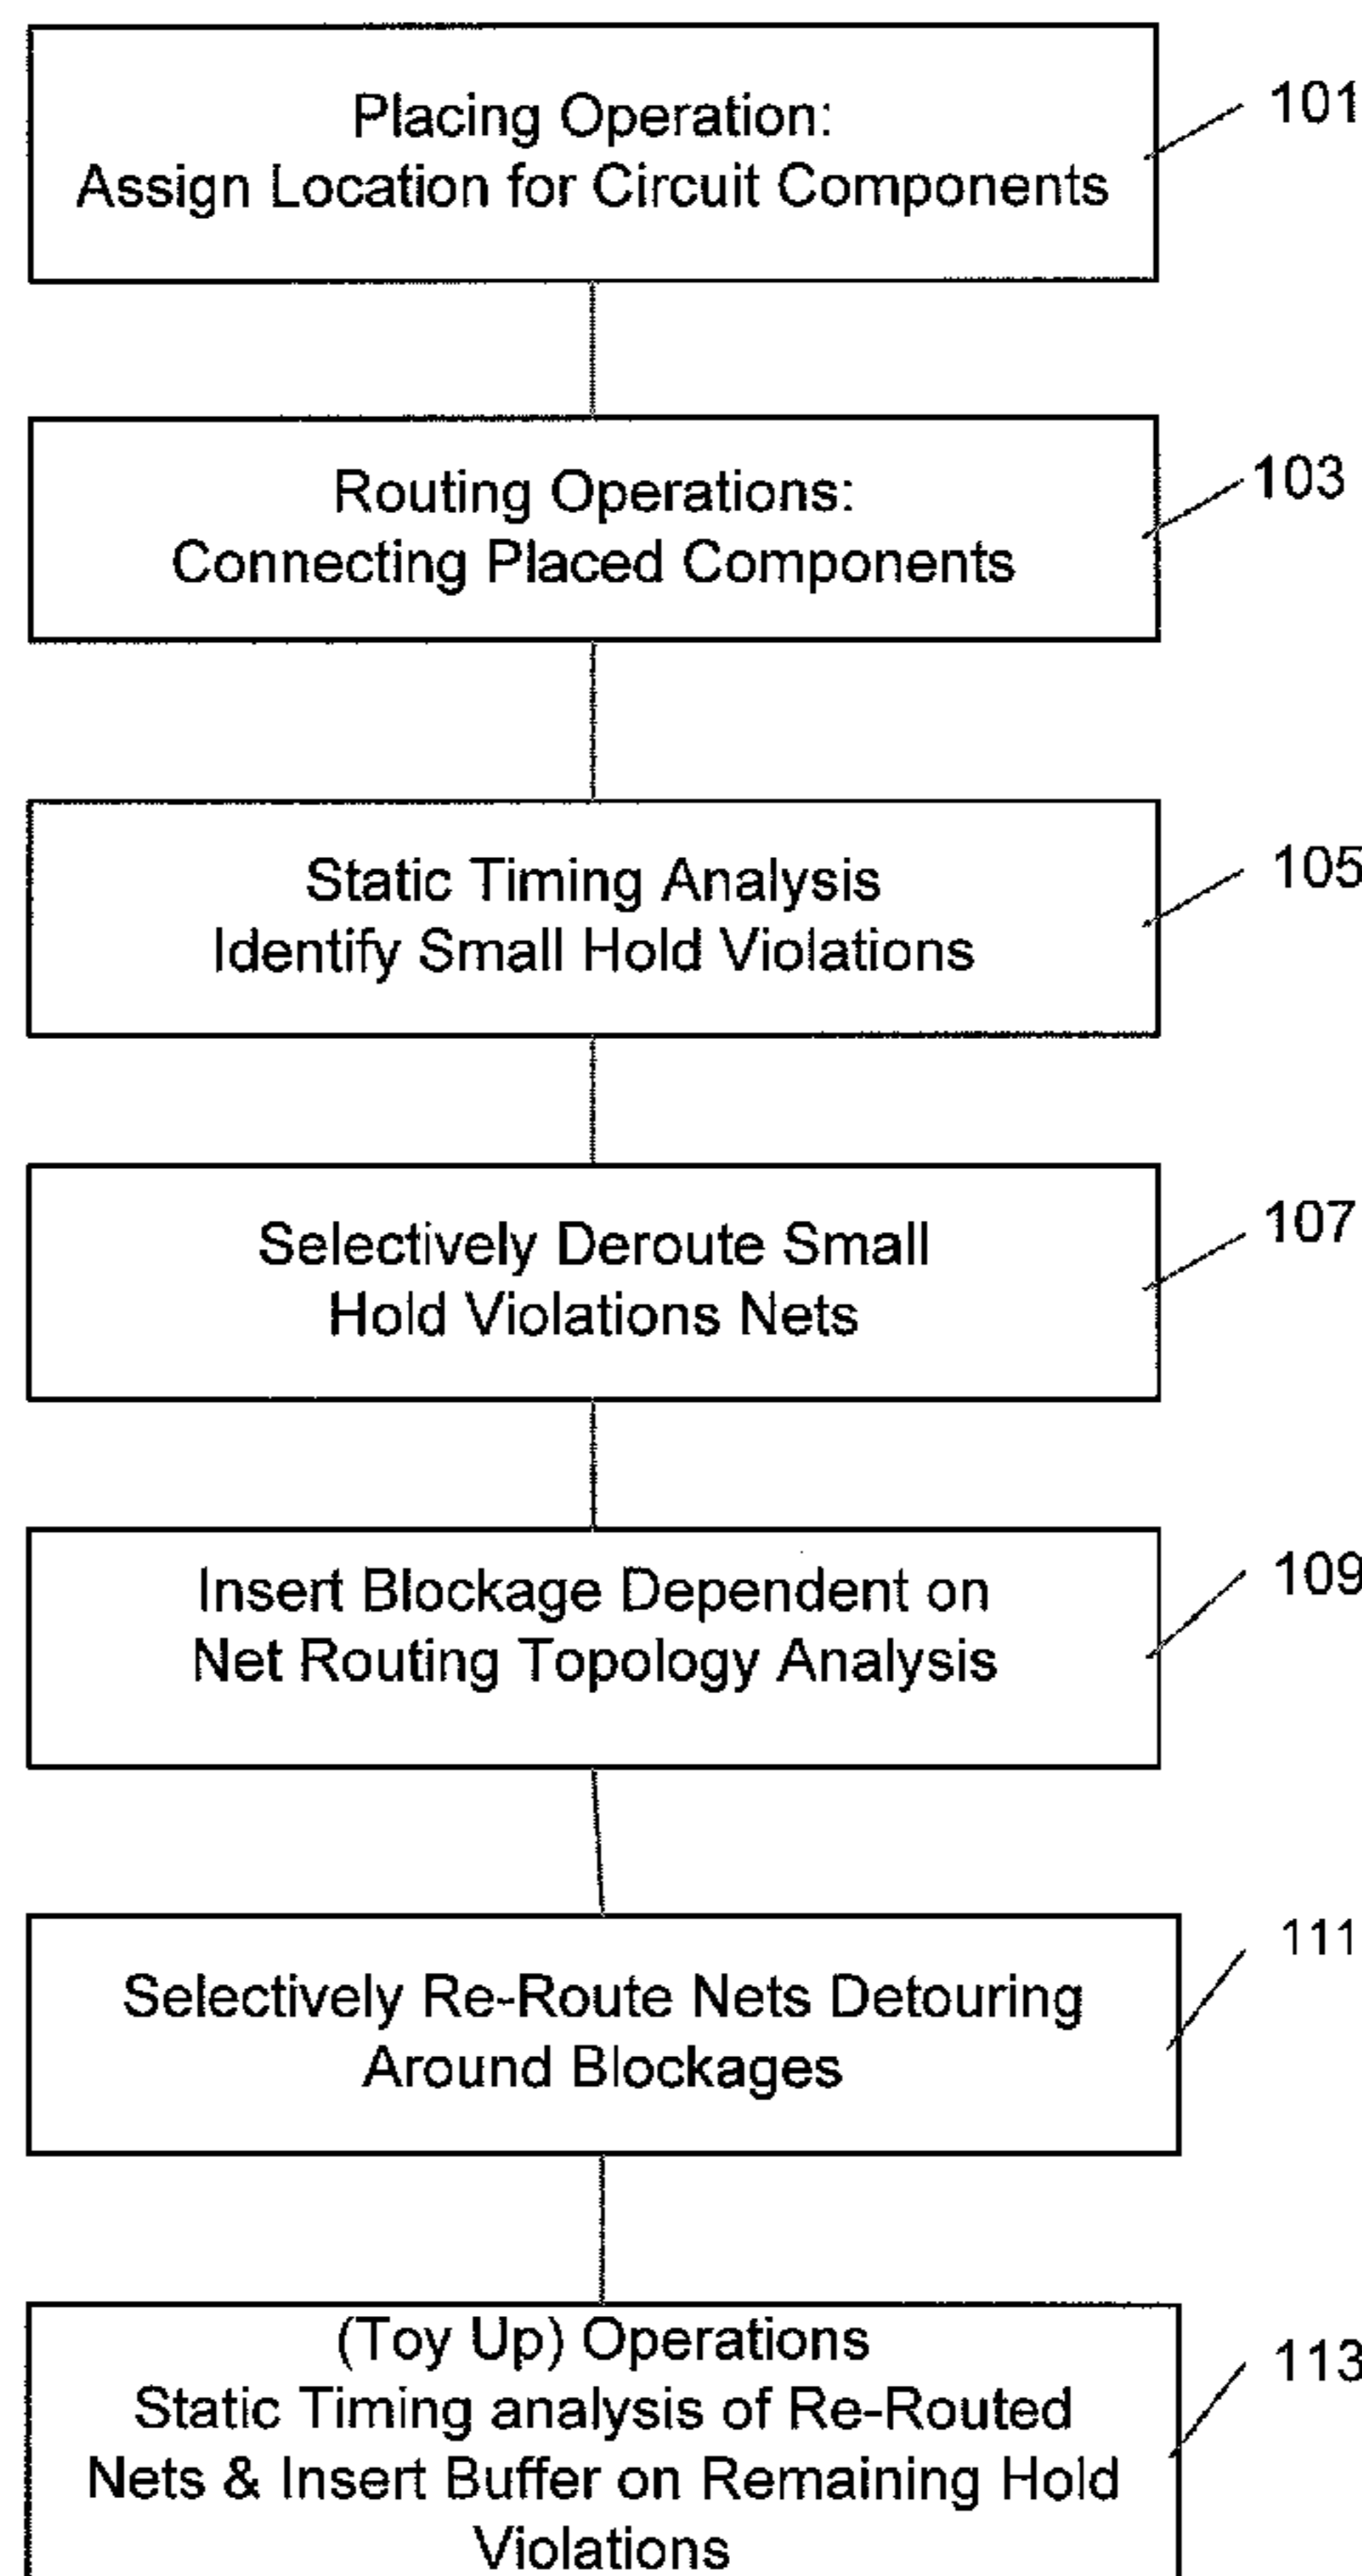 Placing Operation:
Assign Location for Circuit Components
101
Routing Operations:
Connecting Placed Components
103
Static Timing Analysis
Identify Small Hold Violations
105
Selectively Deroute Small
Hold Violations Nets
107
Insert Blockage Dependent on
Net Routing Topology Analysis
109
Selectively Re-Route Nets Detouring
Around Blockages
111
(Toy Up) Operations
Static Timing analysis of Re-Routed
Nets & Insert Buffer on Remaining Hold
Violations
113